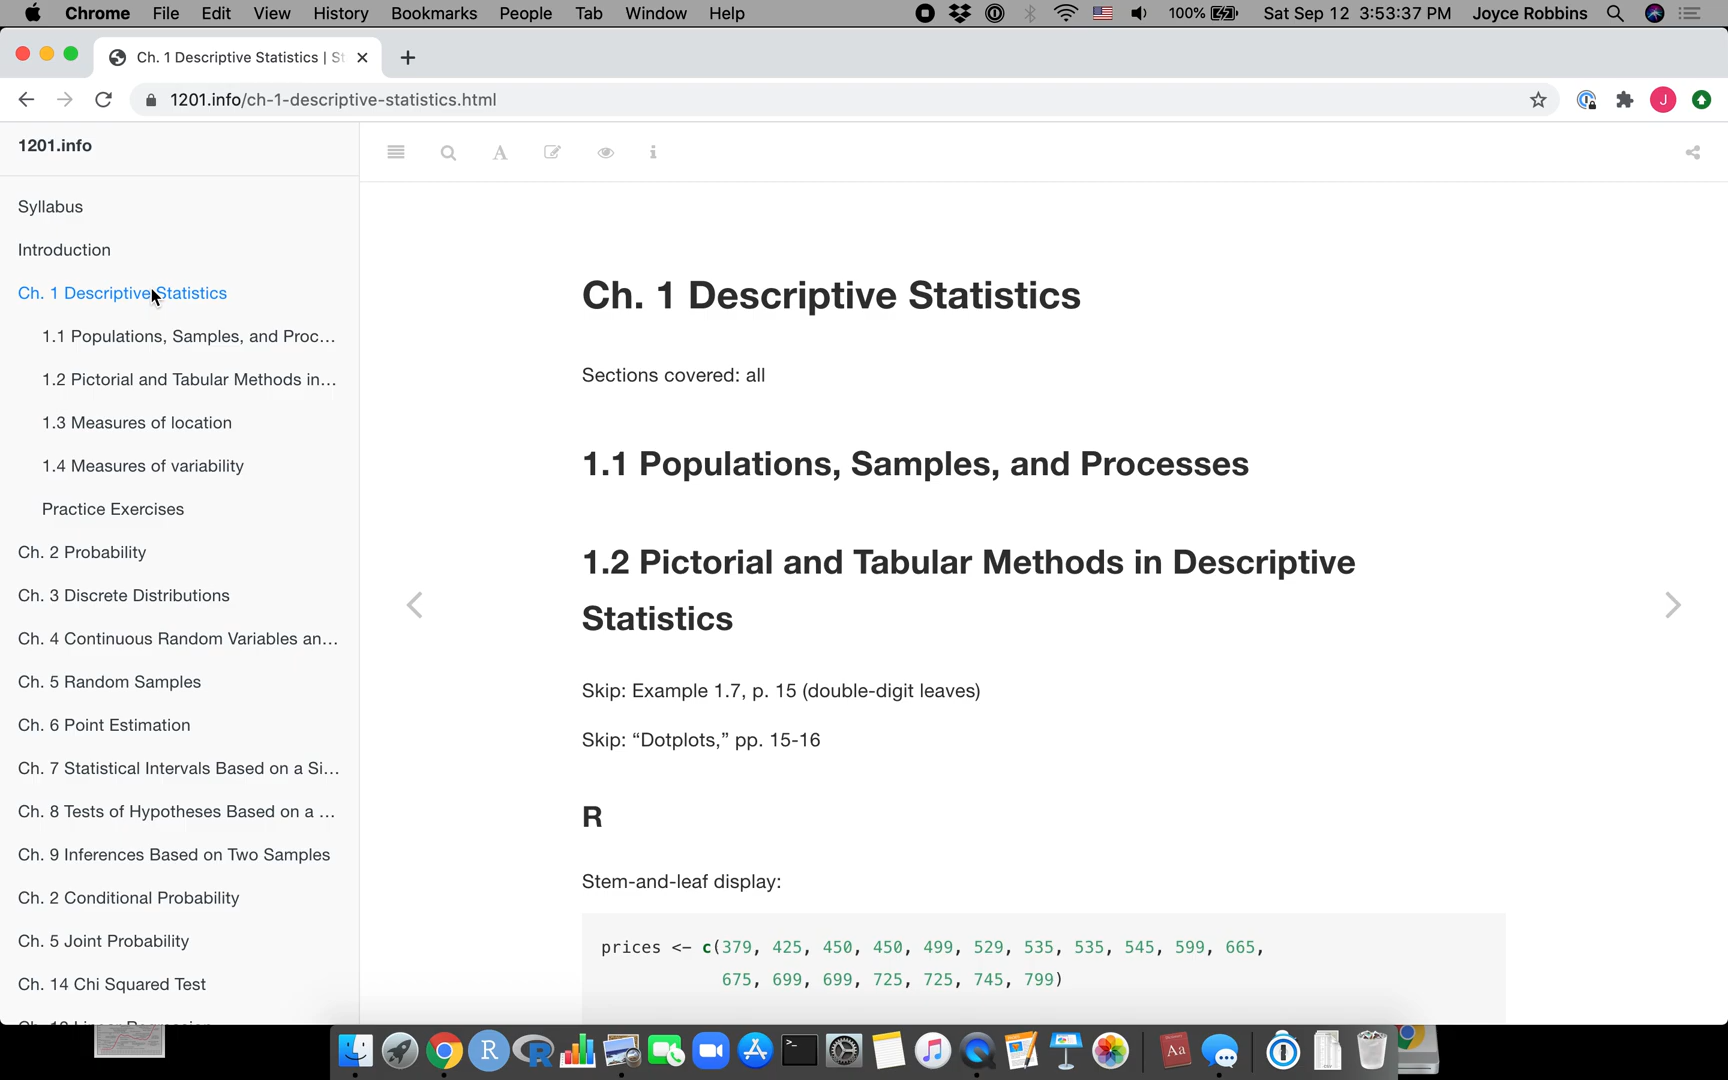 Chrome File Edit View History Bookmarks People Tab Window Help 100% Sat Sep 12 3:53:37 PM Joyce Robbins
Ch. 1 Descriptive Statistics | St
1201.info/ch-1-descriptive-statistics.html
J
1201.info
Syllabus
Introduction
Ch. 1 Descriptive Statistics
1.1 Populations, Samples, and Proc...
1.2 Pictorial and Tabular Methods in...
1.3 Measures of location
1.4 Measures of variability
Practice Exercises
Ch. 2 Probability
Ch. 3 Discrete Distributions
Ch. 4 Continuous Random Variables an...
Ch. 5 Random Samples
Ch. 6 Point Estimation
Ch. 7 Statistical Intervals Based on a Si...
Ch. 8 Tests of Hypotheses Based on a ...
Ch. 9 Inferences Based on Two Samples
Ch. 2 Conditional Probability
Ch. 5 Joint Probability
Ch. 14 Chi Squared Test
Ch. 1 Descriptive Statistics
Sections covered: all
1.1 Populations, Samples, and Processes
1.2 Pictorial and Tabular Methods in Descriptive
Statistics
Skip: Example 1.7, p. 15 (double-digit leaves)
Skip: “Dotplots,” pp. 15-16
R
Stem-and-leaf display:
prices <- c(379, 425, 450, 450, 499, 529, 535, 535, 545, 599, 665,
675, 699, 699, 725, 725, 745, 799)
R
R
Aa